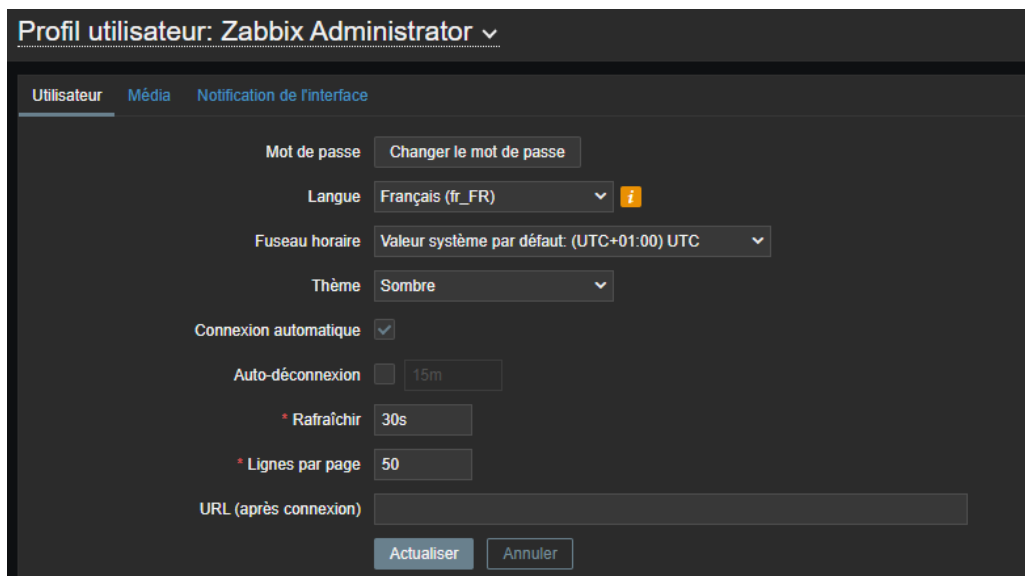 Profil utilisateur: Zabbix Administrator
Utilisateur Média Notification de l'interface
Mot de passe Changer le mot de passe
Langue Français (fr_FR) i
Fuseau horaire Valeur système par défaut: (UTC+01:00) UTC
Thème Sombre
Connexion automatique
Auto-déconnexion 15m
* Rafraîchir 30s
* Lignes par page 50
URL (après connexion)
Actualiser Annuler